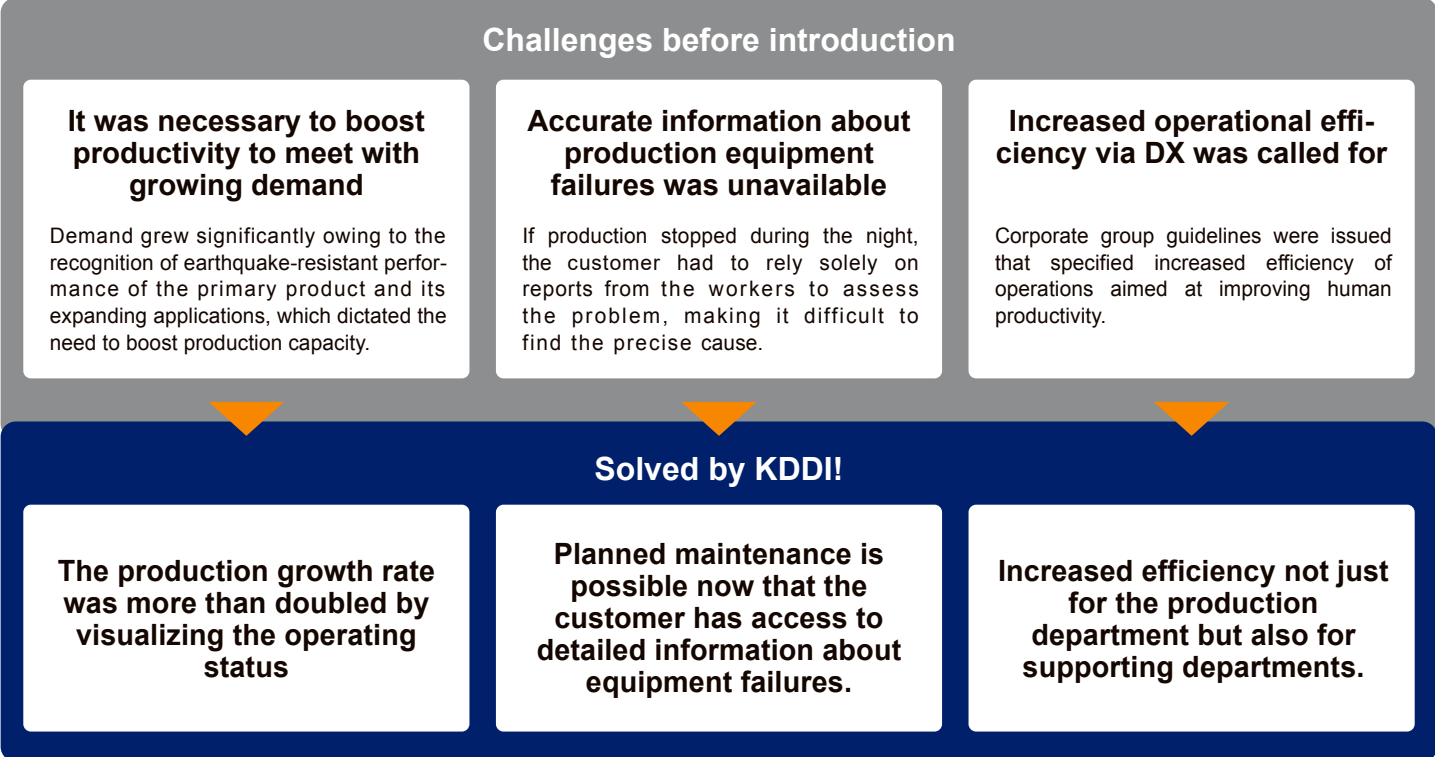 Challenges before introduction
It was necessary to boost
productivity to meet with
growing demand
Demand grew significantly owing to the
recognition of earthquake-resistant perfor-
mance of the primary product and its
expanding applications, which dictated the
need to boost production capacity.
Accurate information about
production equipment
failures was unavailable
If production stopped during the night,
the customer had to rely solely on
reports from the workers to assess
the problem, making it difficult to
find the precise cause.
Increased operational effi-
ciency via DX was called for
Corporate group guidelines were issued
that specified increased efficiency of
operations aimed at improving human
productivity.
Solved by KDDI!
The production growth rate
was more than doubled by
visualizing the operating
status
Planned maintenance is
possible now that the
customer has access to
detailed information about
equipment failures.
Increased efficiency not just
for the production
department but also for
supporting departments.